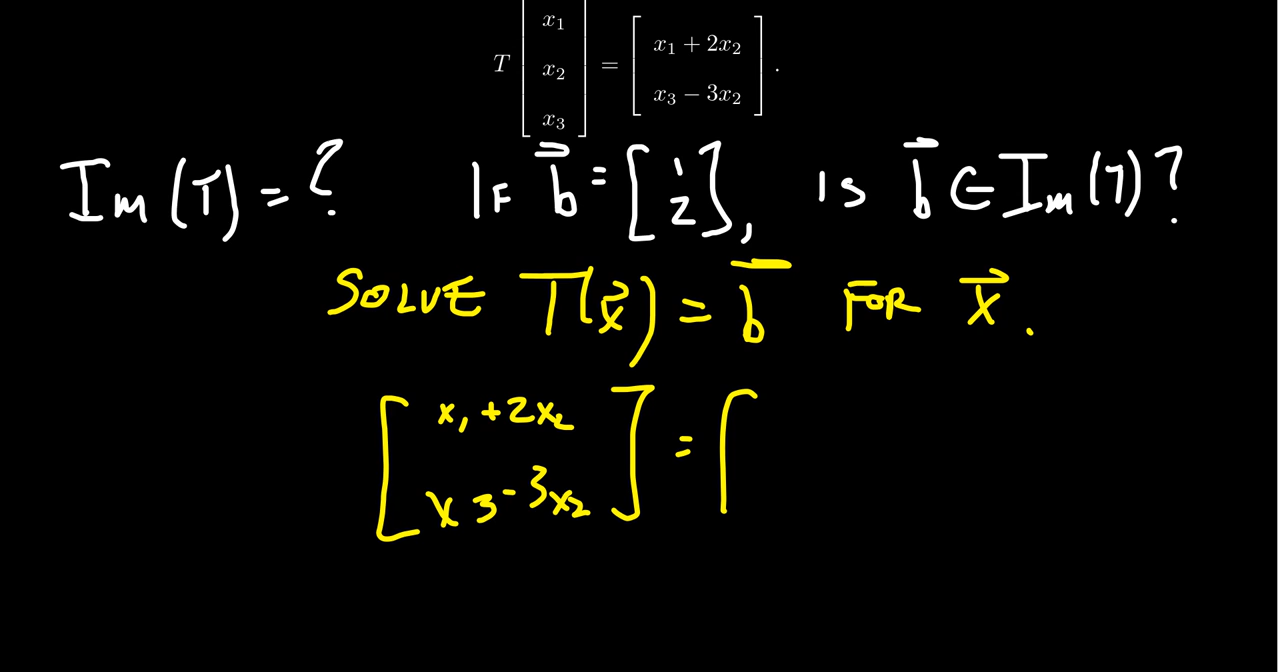 T [ x₁ x₂ x₃ ] = [ x₁ + 2x₂ x₃ − 3x₂ ] .
Im(T) = ? IF b⃗ = [ 1 2 ], IS b⃗ ∈ Im(T)?
SOLVE T(x⃗) = b⃗ FOR x⃗.
[ x₁ + 2x₂ x₃ - 3x₂ ] = [